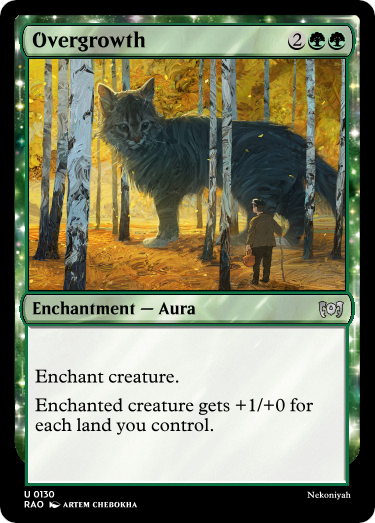 Overgrowth 2
Enchantment — Aura
Enchant creature.
Enchanted creature gets +1/+0 for
each land you control.
U 0130
RAO ARTEM CHEBOKHA
Nekoniyah